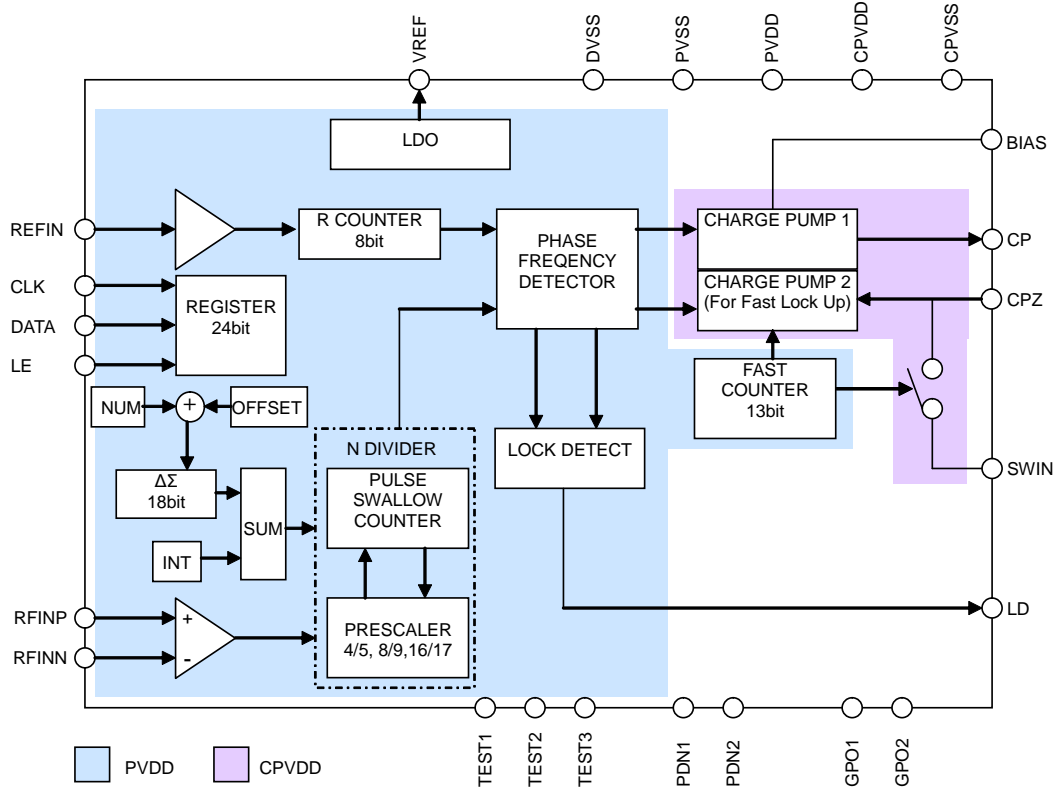 VREF
DVSS
PVSS
PVDD
CPVDD
CPVSS
LDO
BIAS
REFIN
R COUNTER
8bit
PHASE
FREQENCY
DETECTOR
CHARGE PUMP 1
CP
CHARGE PUMP 2
(For Fast Lock Up)
CPZ
CLK
DATA
LE
REGISTER
24bit
FAST
COUNTER
13bit
NUM
+
OFFSET
N DIVIDER
LOCK DETECT
SWIN
ΔΣ
18bit
SUM
PULSE
SWALLOW
COUNTER
INT
RFINP
RFINN
+
-
PRESCALER
4/5, 8/9,16/17
LD
TEST1
TEST2
TEST3
PDN1
PDN2
GPO1
GPO2
PVDD
CPVDD